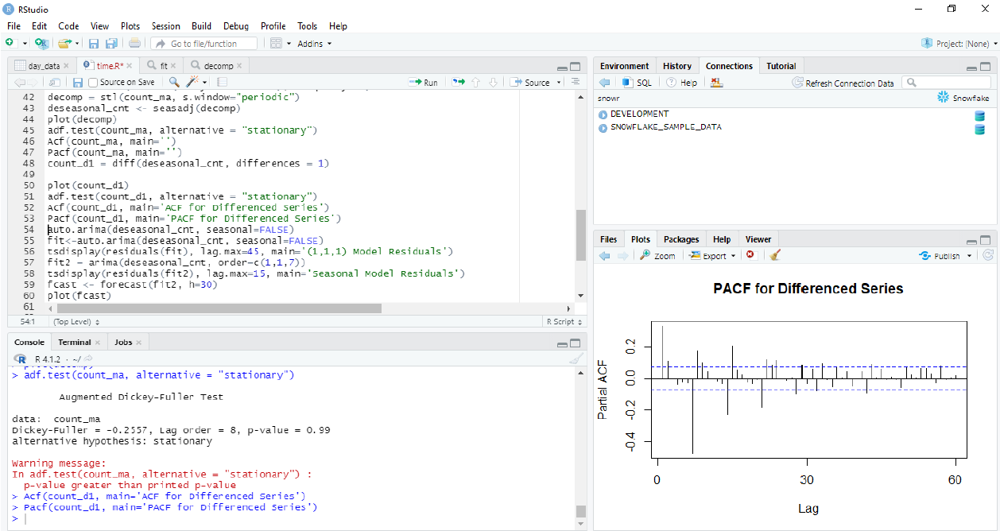 RStudio
File Edit Code View Plots Session Build Debug Profile Tools Help
Go to file/function Addins Project: (None)
day_data time.R* fit decomp
Source on Save Run Source
42 decomp = stl(count_ma, s.window="periodic")
43 deseasonal_cnt <- seasadj(decomp)
44 plot(decomp)
45 adf.test(count_ma, alternative = "stationary")
46 Acf(count_ma, main='')
47 Pacf(count_ma, main='')
48 count_d1 = diff(deseasonal_cnt, differences = 1)
49
50 plot(count_d1)
51 adf.test(count_d1, alternative = "stationary")
52 Acf(count_d1, main='ACF for Differenced Series')
53 Pacf(count_d1, main='PACF for Differenced Series')
54 auto.arima(deseasonal_cnt, seasonal=FALSE)
55 fit<-auto.arima(deseasonal_cnt, seasonal=FALSE)
56 tsdisplay(residuals(fit), lag.max=45, main='(1,1,1) Model Residuals')
57 fit2 = arima(deseasonal_cnt, order=c(1,1,7))
58 tsdisplay(residuals(fit2), lag.max=15, main='Seasonal Model Residuals')
59 fcast <- forecast(fit2, h=30)
60 plot(fcast)
61
54:1 (Top Level) R Script
Console Terminal Jobs
R 4.1.2 · ~/
> adf.test(count_ma, alternative = "stationary")
Augmented Dickey-Fuller Test
data: count_ma
Dickey-Fuller = -0.2557, Lag order = 8, p-value = 0.99
alternative hypothesis: stationary
Warning message:
In adf.test(count_ma, alternative = "stationary") :
p-value greater than printed p-value
> Acf(count_d1, main='ACF for Differenced Series')
> Pacf(count_d1, main='PACF for Differenced Series')
>
Environment History Connections Tutorial
SQL Help Refresh Connection Data
snowr Snowflake
DEVELOPMENT
SNOWFLAKE_SAMPLE_DATA
Files Plots Packages Help Viewer
Zoom Export Publish
PACF for Differenced Series
Partial ACF
0.2
0.0
-0.2
-0.4
0 30 60
Lag